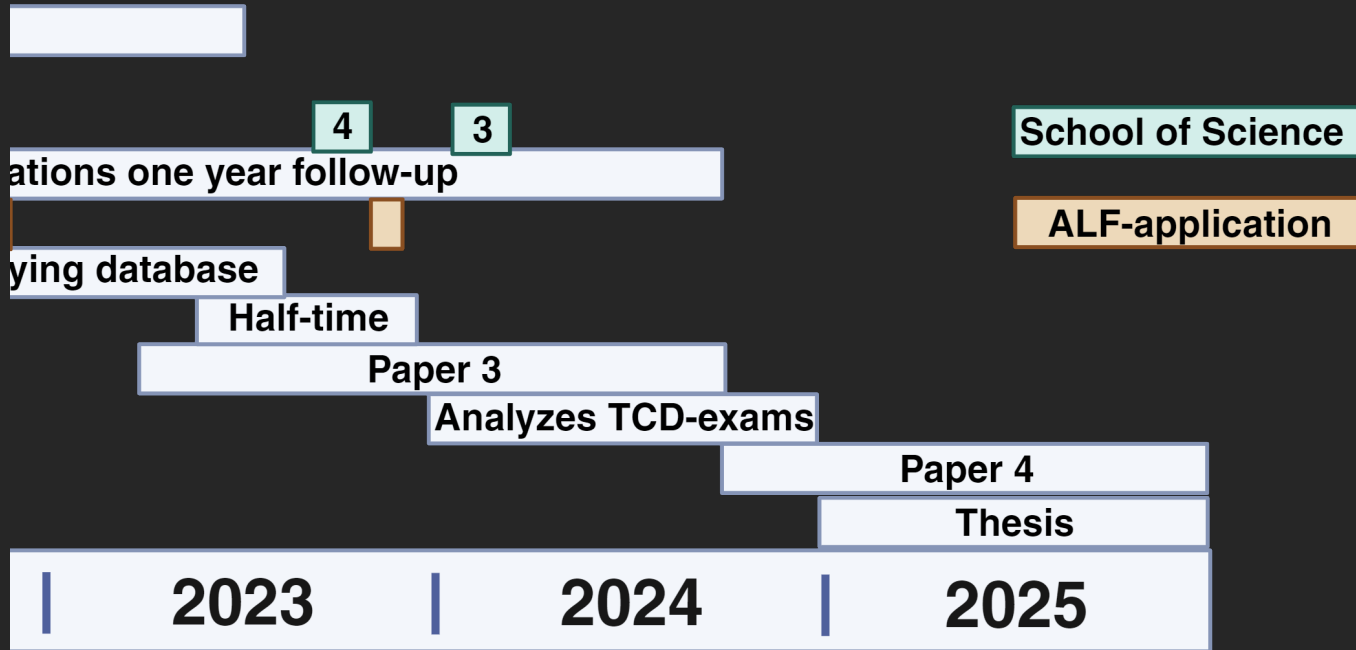 4
3
School of Science
ations one year follow-up
ALF-application
ying database
Half-time
Paper 3
Analyzes TCD-exams
Paper 4
Thesis
2023
2024
2025